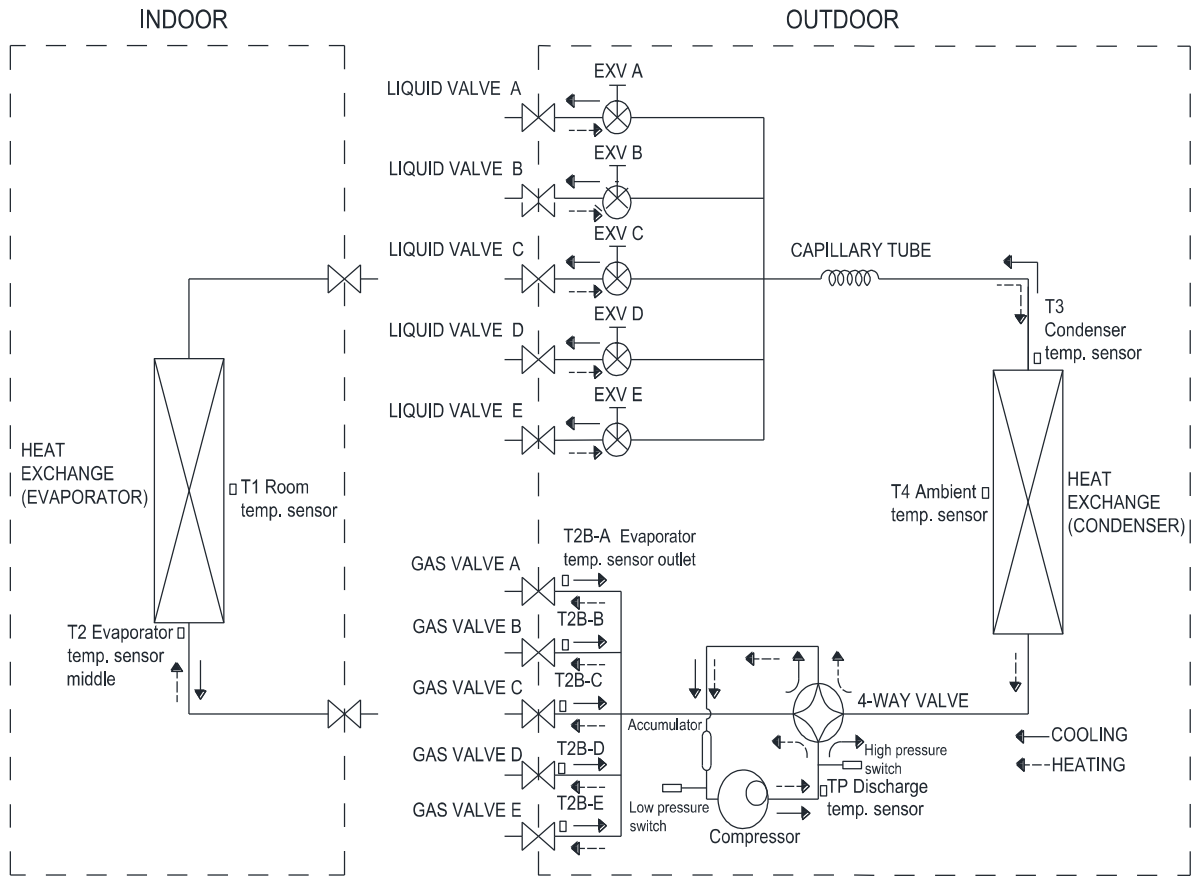 INDOOR
OUTDOOR
LIQUID VALVE A
EXV A
LIQUID VALVE B
EXV B
LIQUID VALVE C
EXV C
CAPILLARY TUBE
LIQUID VALVE D
EXV D
T3
Condenser
temp. sensor
LIQUID VALVE E
EXV E
HEAT
EXCHANGE
(EVAPORATOR)
T1 Room
temp. sensor
T4 Ambient
temp. sensor
HEAT
EXCHANGE
(CONDENSER)
T2B-A Evaporator
temp. sensor outlet
GAS VALVE A
T2B-B
GAS VALVE B
T2 Evaporator
temp. sensor
middle
T2B-C
GAS VALVE C
4-WAY VALVE
Accumulator
COOLING
HEATING
T2B-D
GAS VALVE D
High pressure
switch
TP Discharge
temp. sensor
T2B-E
GAS VALVE E
Low pressure
switch
Compressor